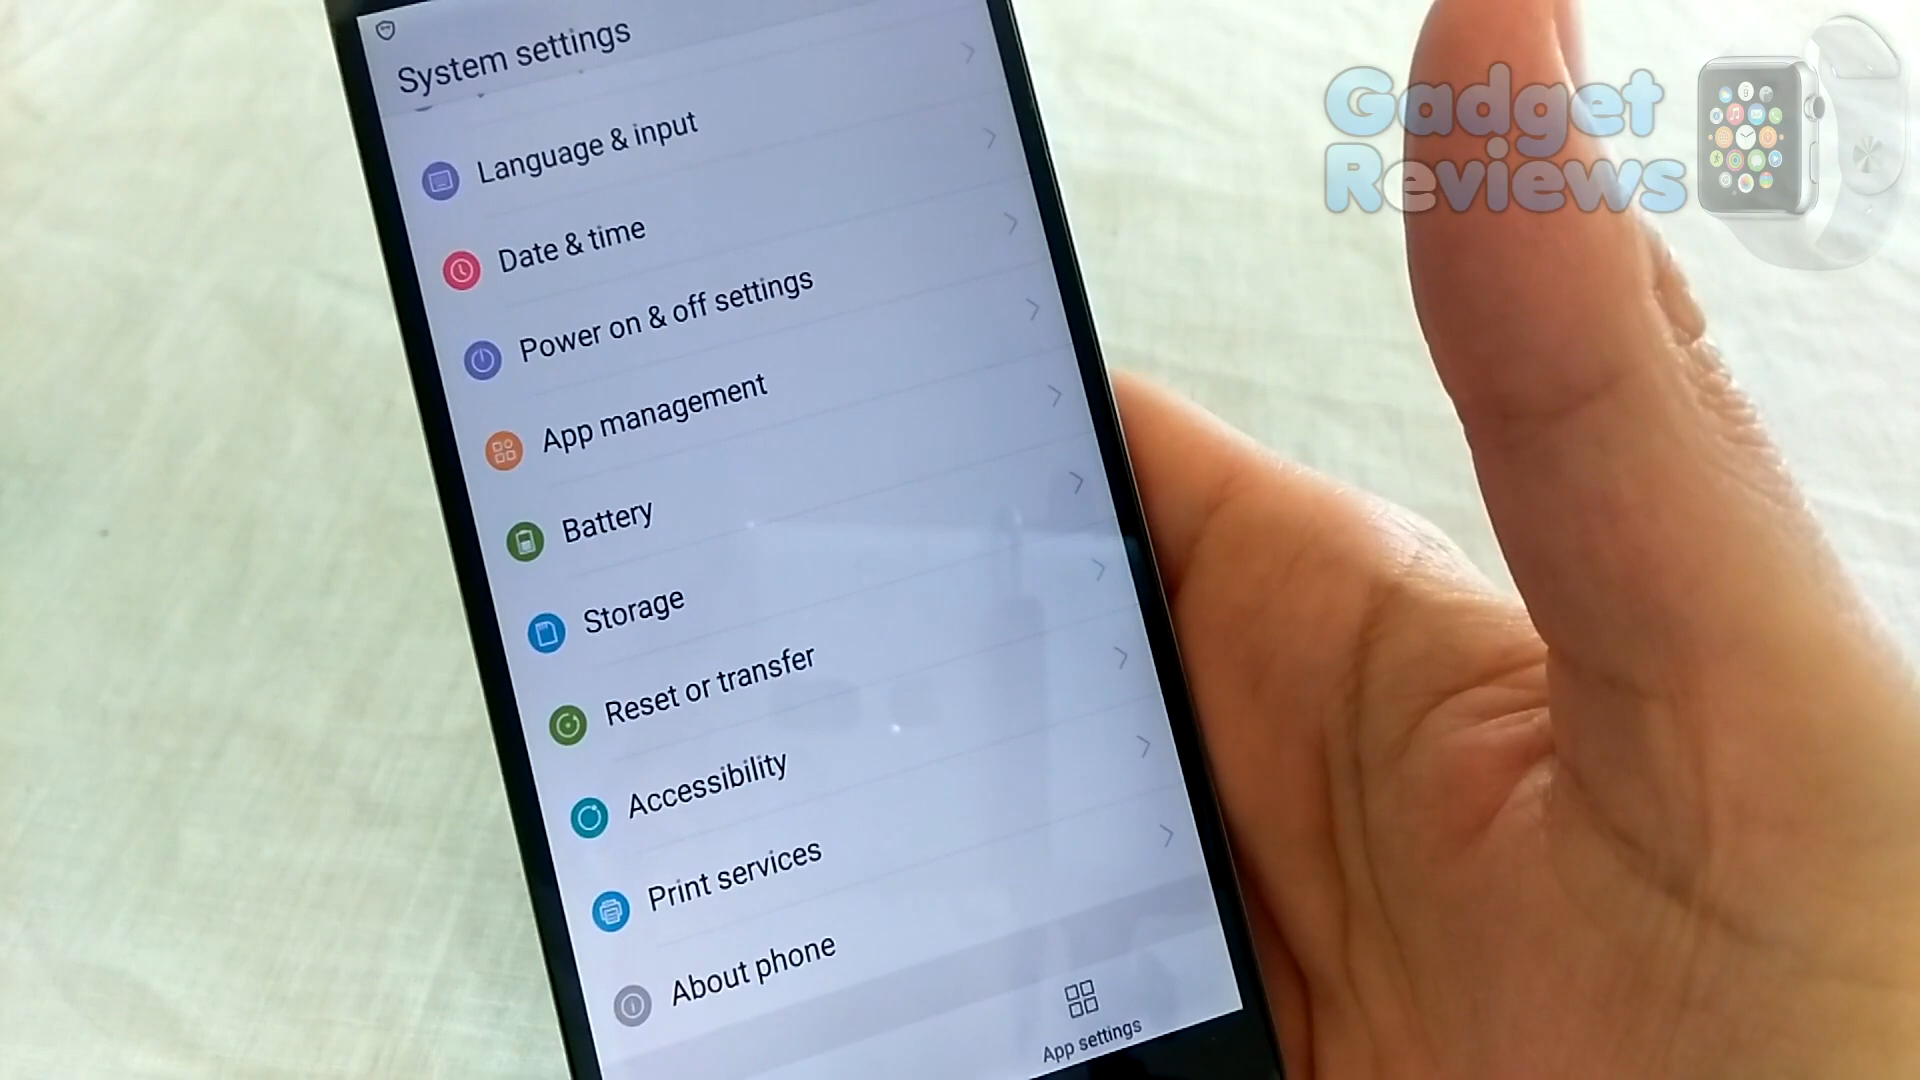 System settings
Language & input
Date & time
Power on & off settings
App management
Battery
Storage
Reset or transfer
Accessibility
Print services
About phone
App settings
Gadget
Reviews